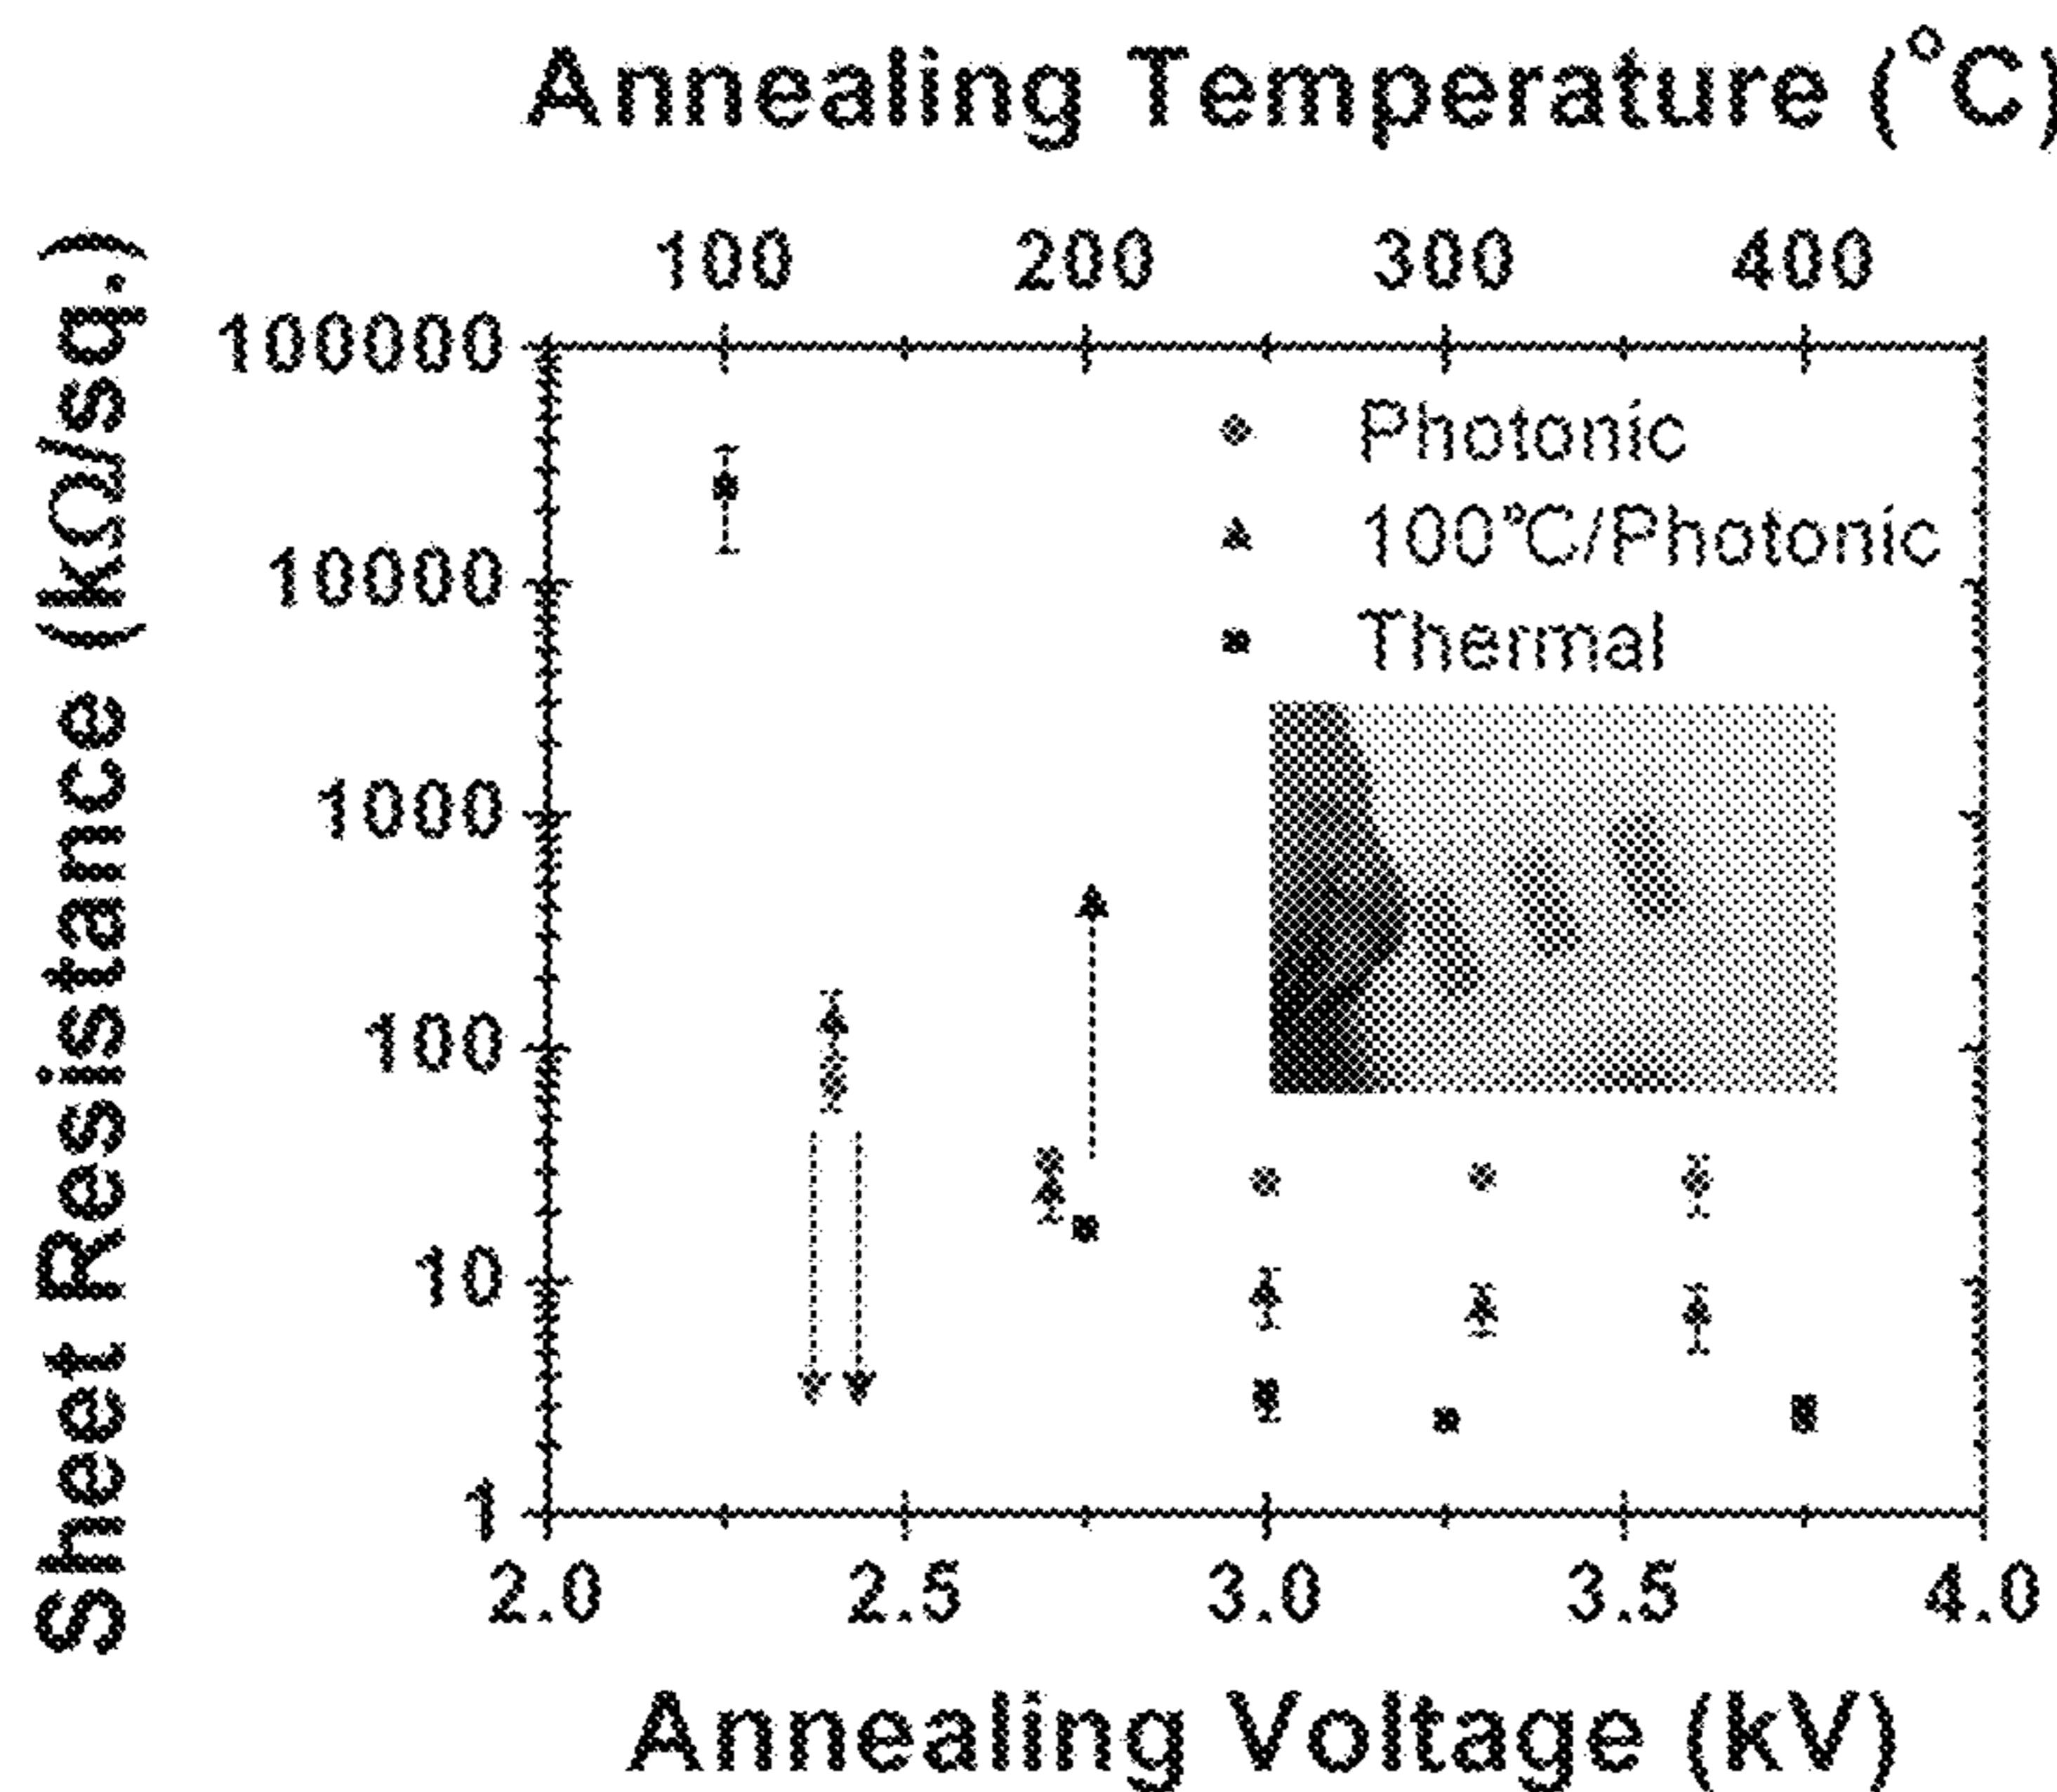 Annealing Temperature (°C)
100 200 300 400
Sheet Resistance (kΩ/sq.)
100000
10000
1000
100
10
1
Photonic
100°C/Photonic
Thermal
2.0 2.5 3.0 3.5 4.0
Annealing Voltage (kV)